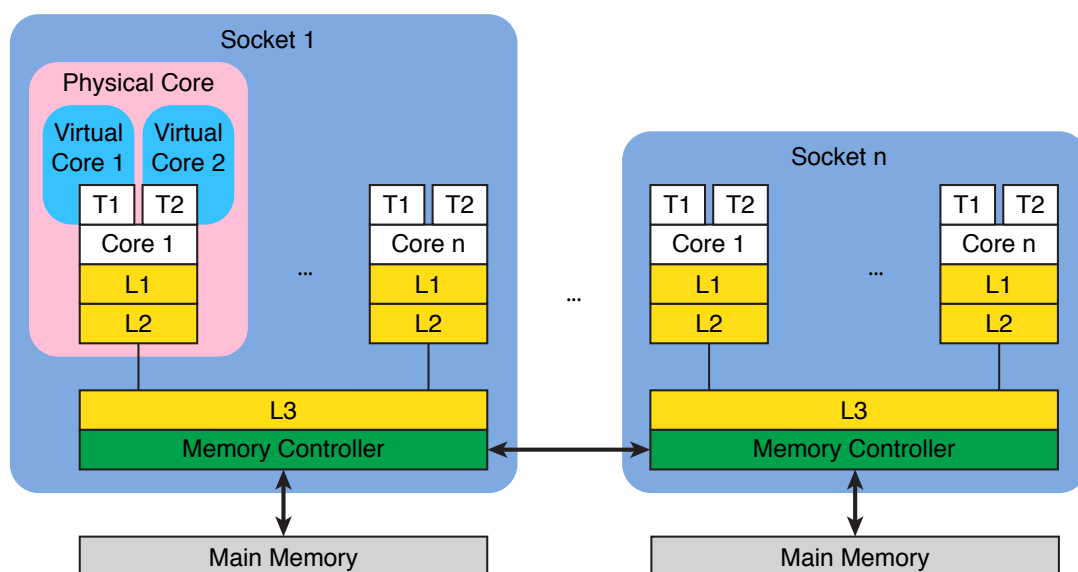 Socket 1
Physical Core
Virtual
Core 1
Virtual
Core 2
T1
T2
T1
T2
Core 1
Core n
...
L1
L1
L2
L2
L3
Memory Controller
Main Memory
...
Socket n
T1
T2
T1
T2
Core 1
Core n
...
L1
L1
L2
L2
L3
Memory Controller
Main Memory